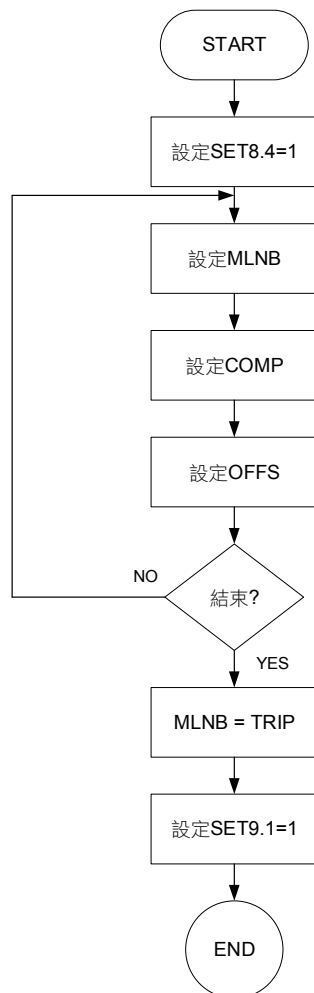 START
設定SET8.4=1
設定MLNB
設定COMP
設定OFFS
NO
結束?
YES
MLNB = TRIP
設定SET9.1=1
END